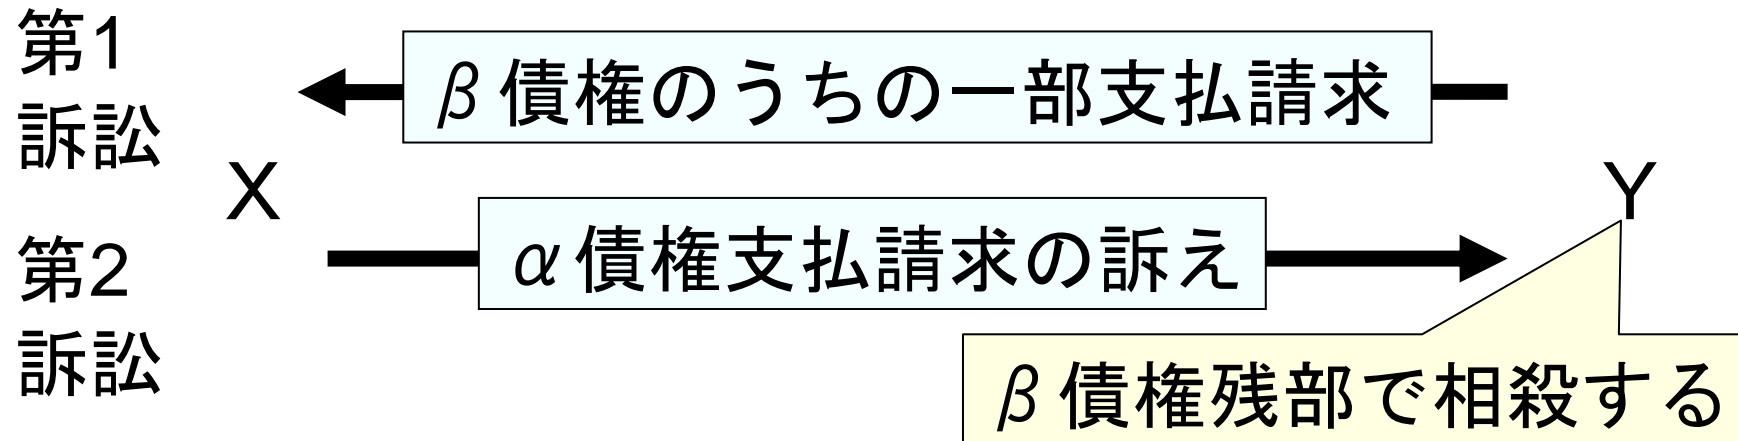 第1
訴訟
β債権のうちの一部支払請求
X
Y
第2
訴訟
α債権支払請求の訴え
β債権残部で相殺する